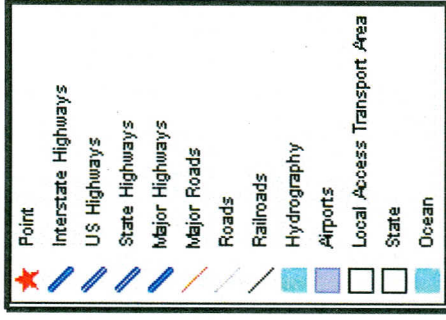 Point
Interstate Highways
US Highways
State Highways
Major Highways
Major Roads
Roads
Railroads
Hydrography
Airports
Local Access Transport Area
State
Ocean